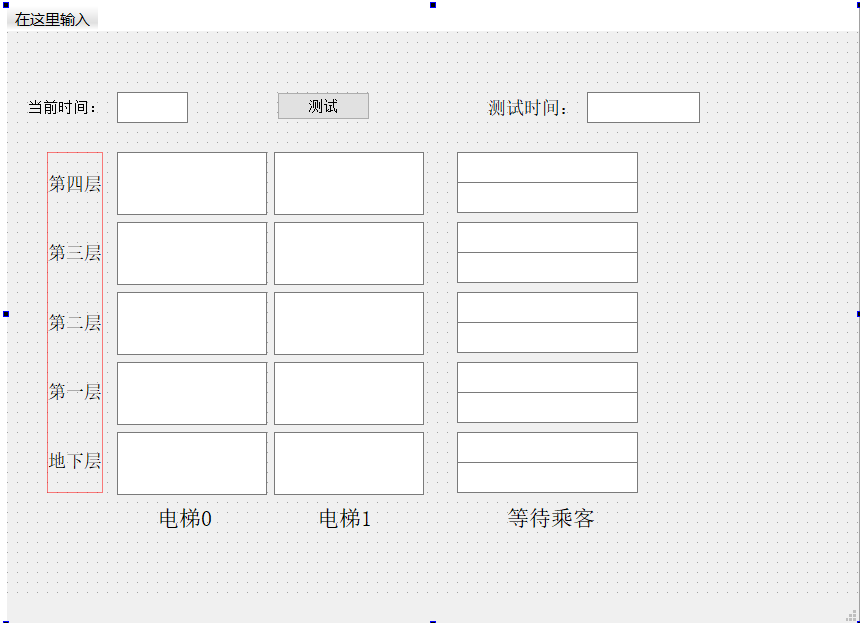 在这里输入
当前时间： 测试 测试时间：
第四层
第三层
第二层
第一层
地下层
电梯0 电梯1 等待乘客